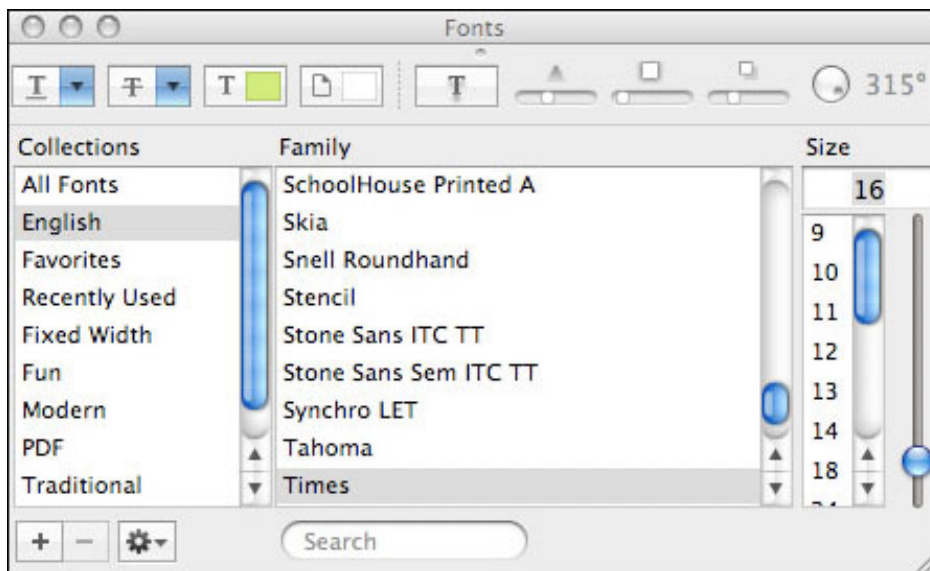 Fonts
T T T T 315°
Collections
All Fonts
English
Favorites
Recently Used
Fixed Width
Fun
Modern
PDF
Traditional
Family
SchoolHouse Printed A
Skia
Snell Roundhand
Stencil
Stone Sans ITC TT
Stone Sans Sem ITC TT
Synchro LET
Tahoma
Times
Size
16
9
10
11
12
13
14
18
Search